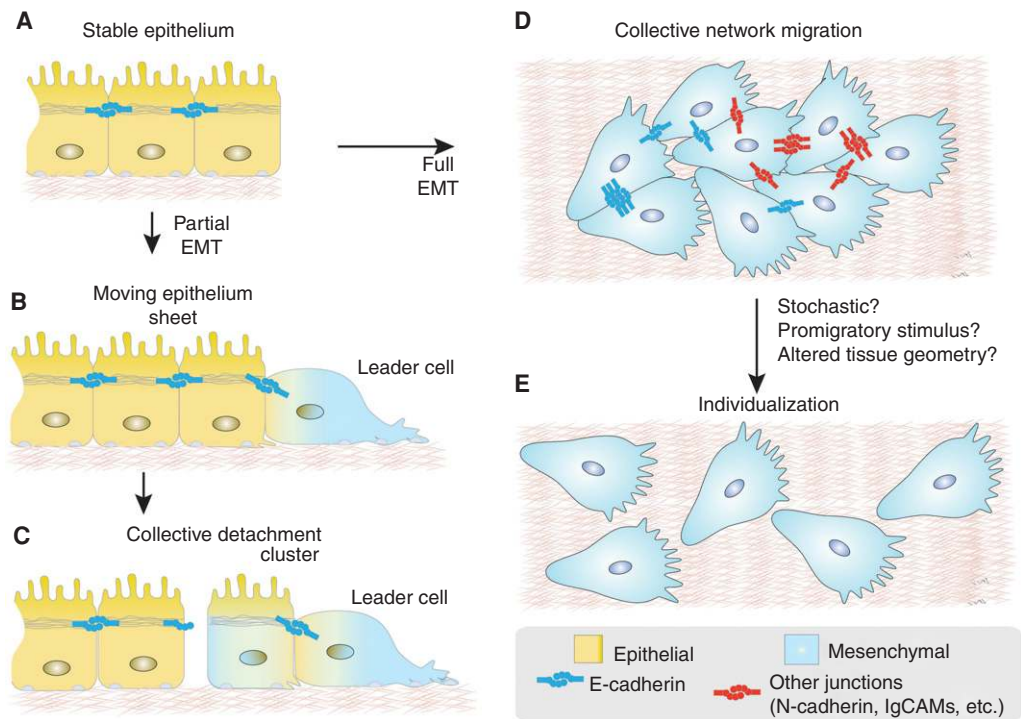 A
Stable epithelium
Full
EMT
Partial
EMT
B
Moving epithelium
sheet
Leader cell
C
Collective detachment
cluster
Leader cell
D
Collective network migration
Stochastic?
Promigratory stimulus?
Altered tissue geometry?
E
Individualization
Epithelial
Mesenchymal
E-cadherin
Other junctions
(N-cadherin, IgCAMs, etc.)